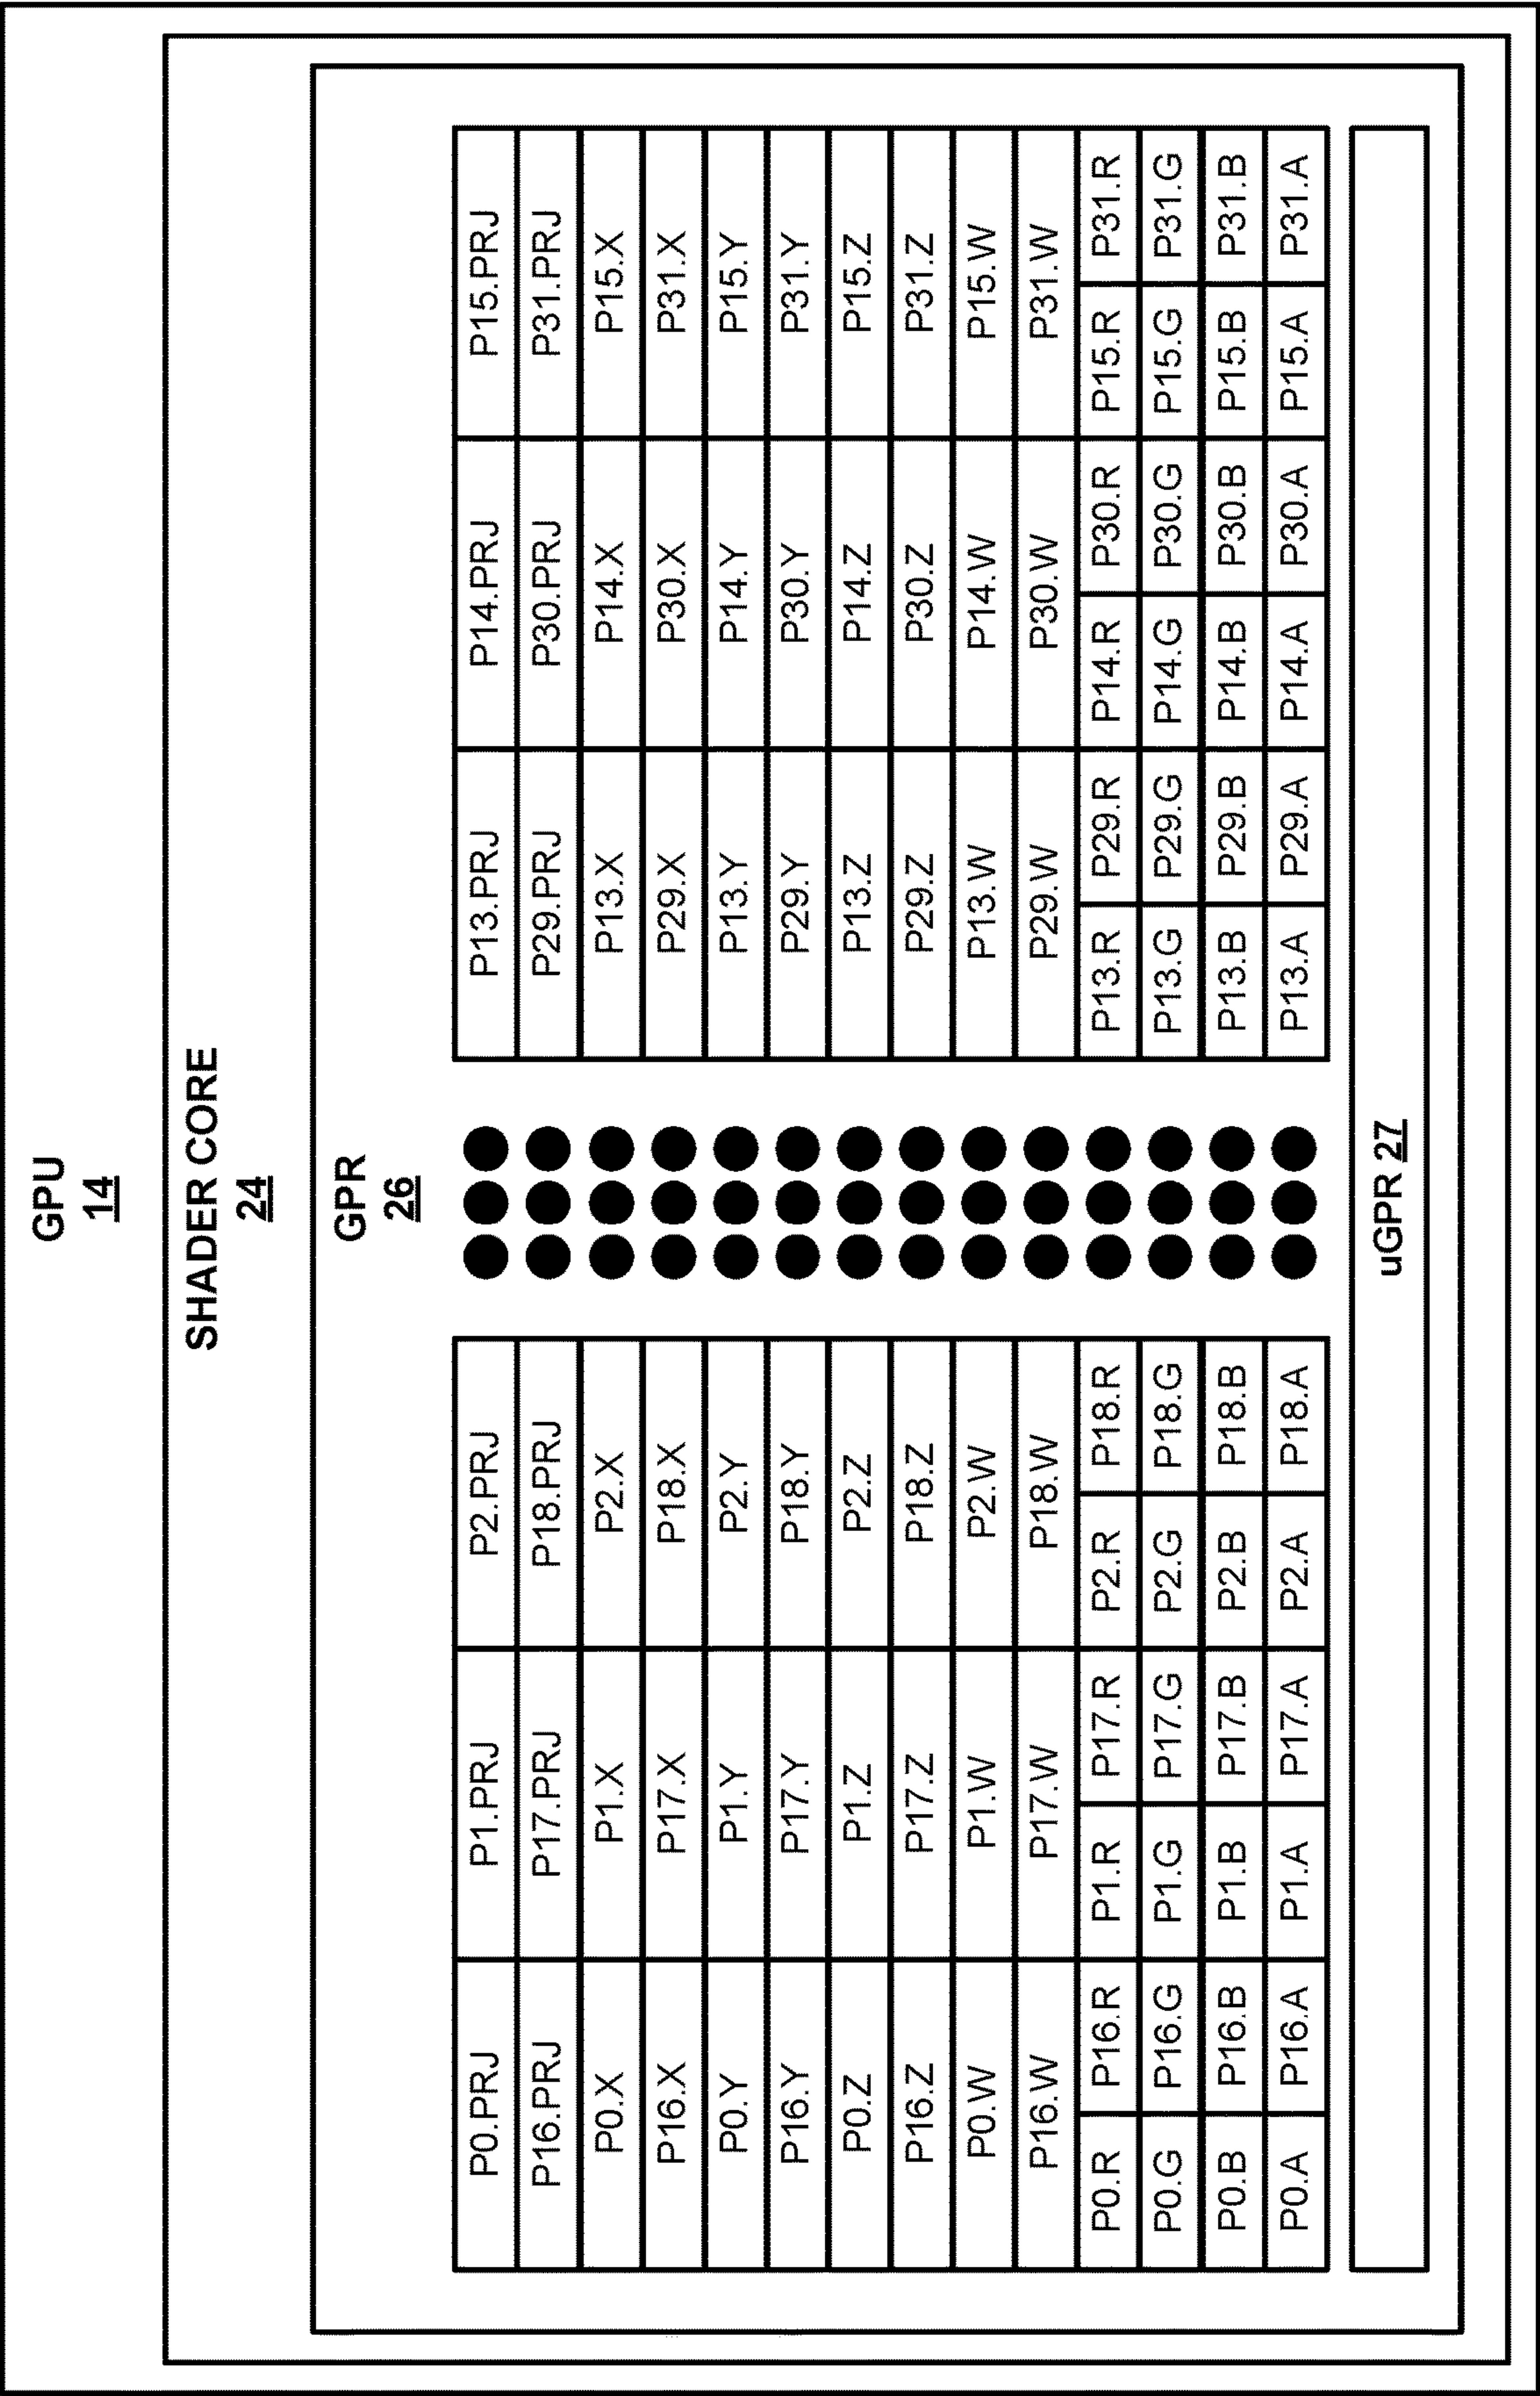 GPU
14
SHADER CORE
24
GPR
26
P0.PRJ P1.PRJ P2.PRJ P13.PRJ P14.PRJ P15.PRJ
P16.PRJ P17.PRJ P18.PRJ P29.PRJ P30.PRJ P31.PRJ
P0.X P1.X P2.X P13.X P14.X P15.X
P16.X P17.X P18.X P29.X P30.X P31.X
P0.Y P1.Y P2.Y P13.Y P14.Y P15.Y
P16.Y P17.Y P18.Y P29.Y P30.Y P31.Y
P0.Z P1.Z P2.Z P13.Z P14.Z P15.Z
P16.Z P17.Z P18.Z P29.Z P30.Z P31.Z
P0.W P1.W P2.W P13.W P14.W P15.W
P16.W P17.W P18.W P29.W P30.W P31.W
P0.R P16.R P1.R P17.R P2.R P18.R P13.R P29.R P14.R P30.R P15.R P31.R
P0.G P16.G P1.G P17.G P2.G P18.G P13.G P29.G P14.G P30.G P15.G P31.G
P0.B P16.B P1.B P17.B P2.B P18.B P13.B P29.B P14.B P30.B P15.B P31.B
P0.A P16.A P1.A P17.A P2.A P18.A P13.A P29.A P14.A P30.A P15.A P31.A
uGPR 27